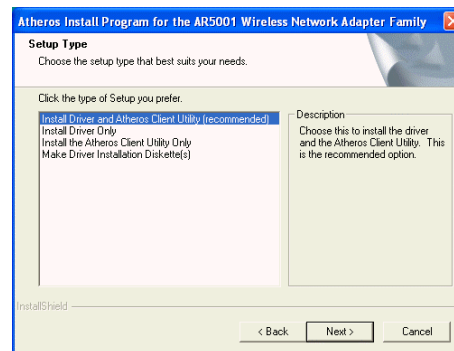 Atheros Install Program for the AR5001 Wireless Network Adapter Family
Setup Type
Choose the setup type that best suits your needs.
Click the type of Setup you prefer.
Install Driver and Atheros Client Utility (recommended)
Install Driver Only
Install the Atheros Client Utility Only
Make Driver Installation Diskette(s)
Description
Choose this to install the driver
and the Atheros Client Utility. This
is the recommended option.
InstallShield
< Back
Next >
Cancel